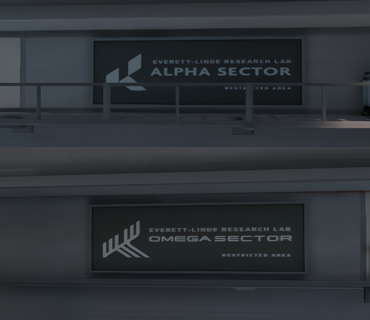 EVERETT-LINDE RESEARCH LAB
ALPHA SECTOR
RESTRICTED AREA
EVERETT-LINDE RESEARCH LAB
OMEGA SECTOR
RESTRICTED AREA